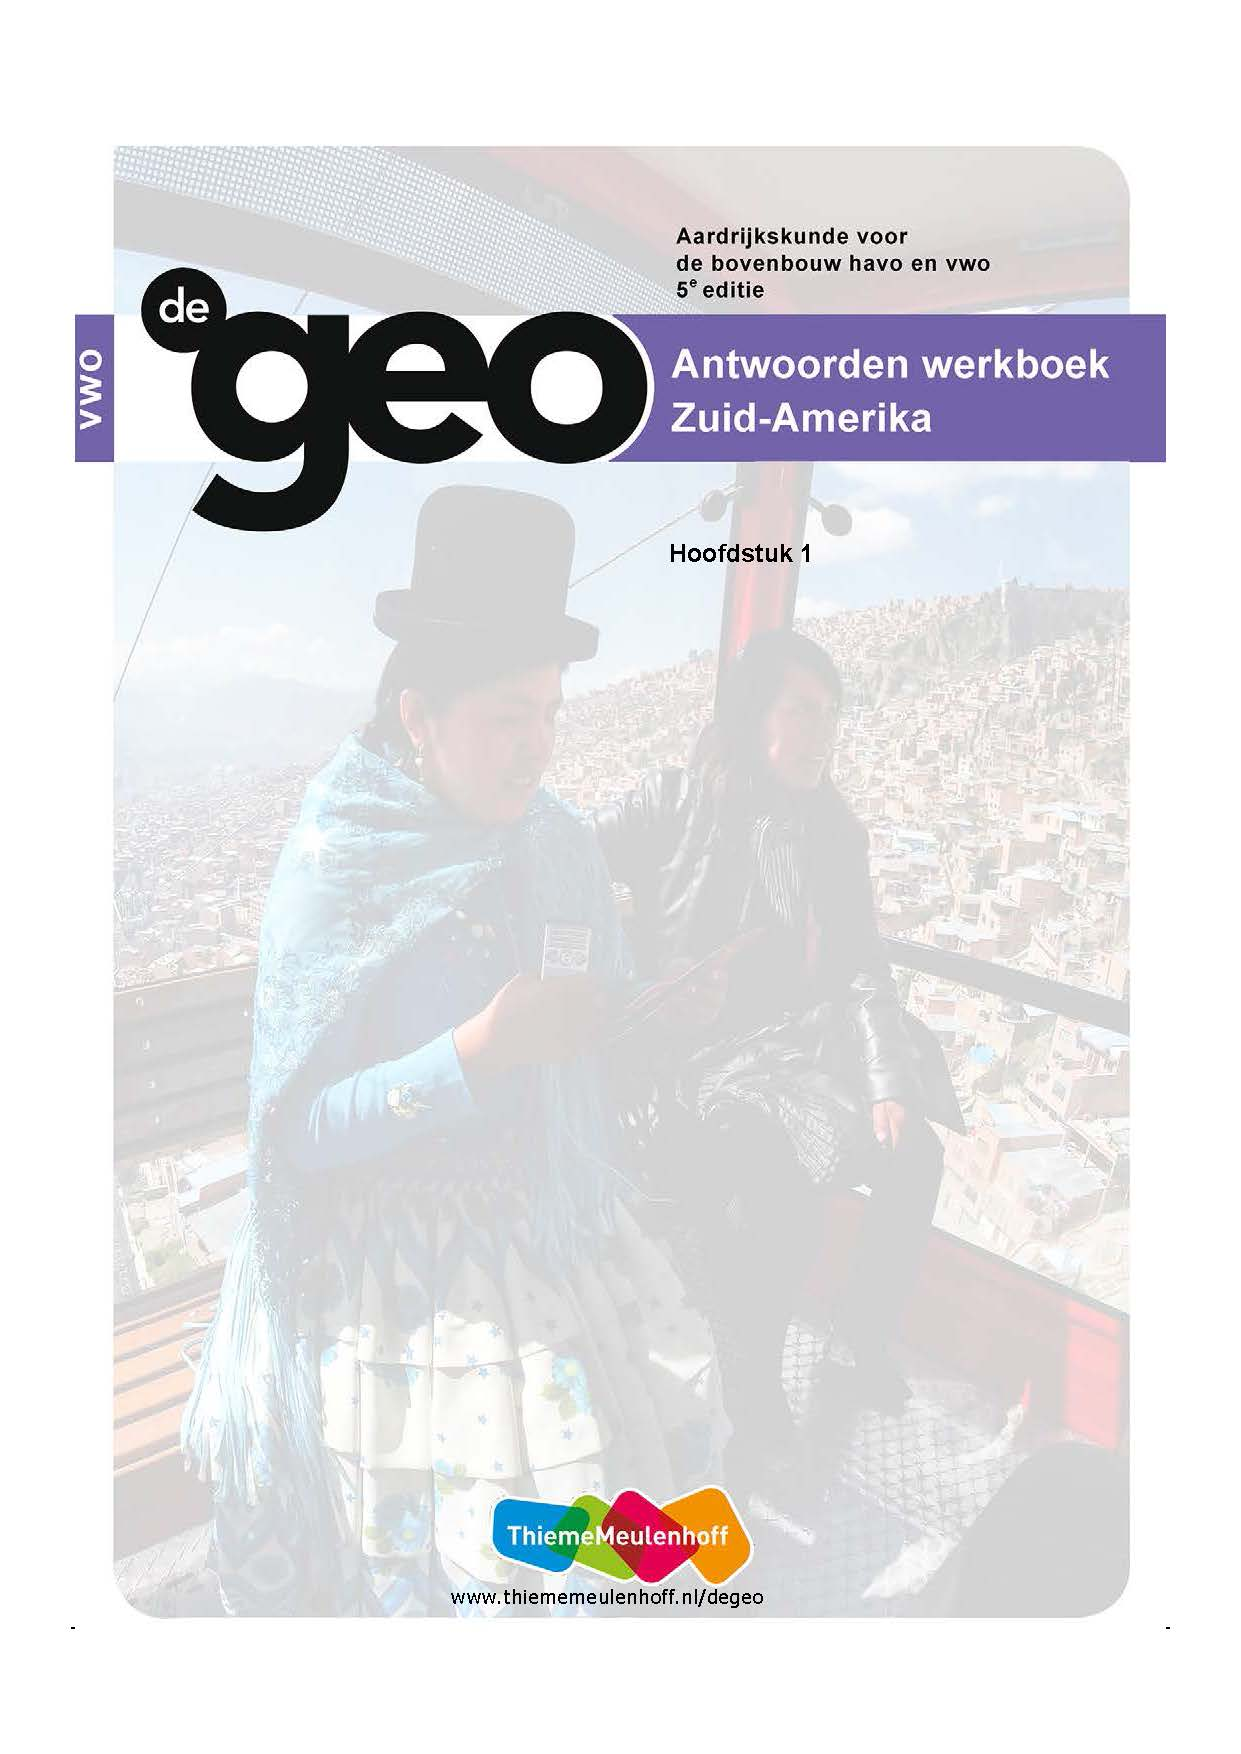 Aardrijkskunde voor
de bovenbouw havo en vwo
5e editie
de geo
vwo
Antwoorden werkboek
Zuid-Amerika
Hoofdstuk 1
ThiemeMeulenhoff
www.thiememeulenhoff.nl/degeo